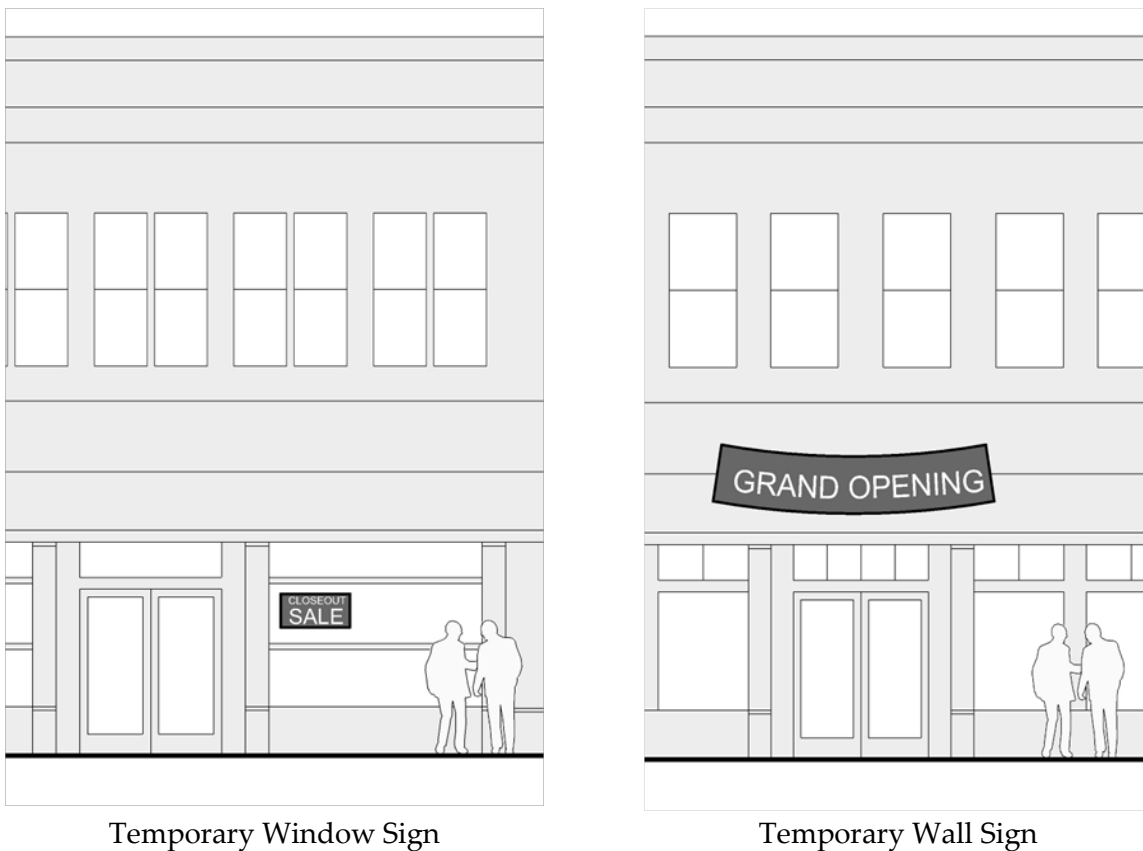 CLOSEOUT
SALE
GRAND OPENING
Temporary Window Sign
Temporary Wall Sign